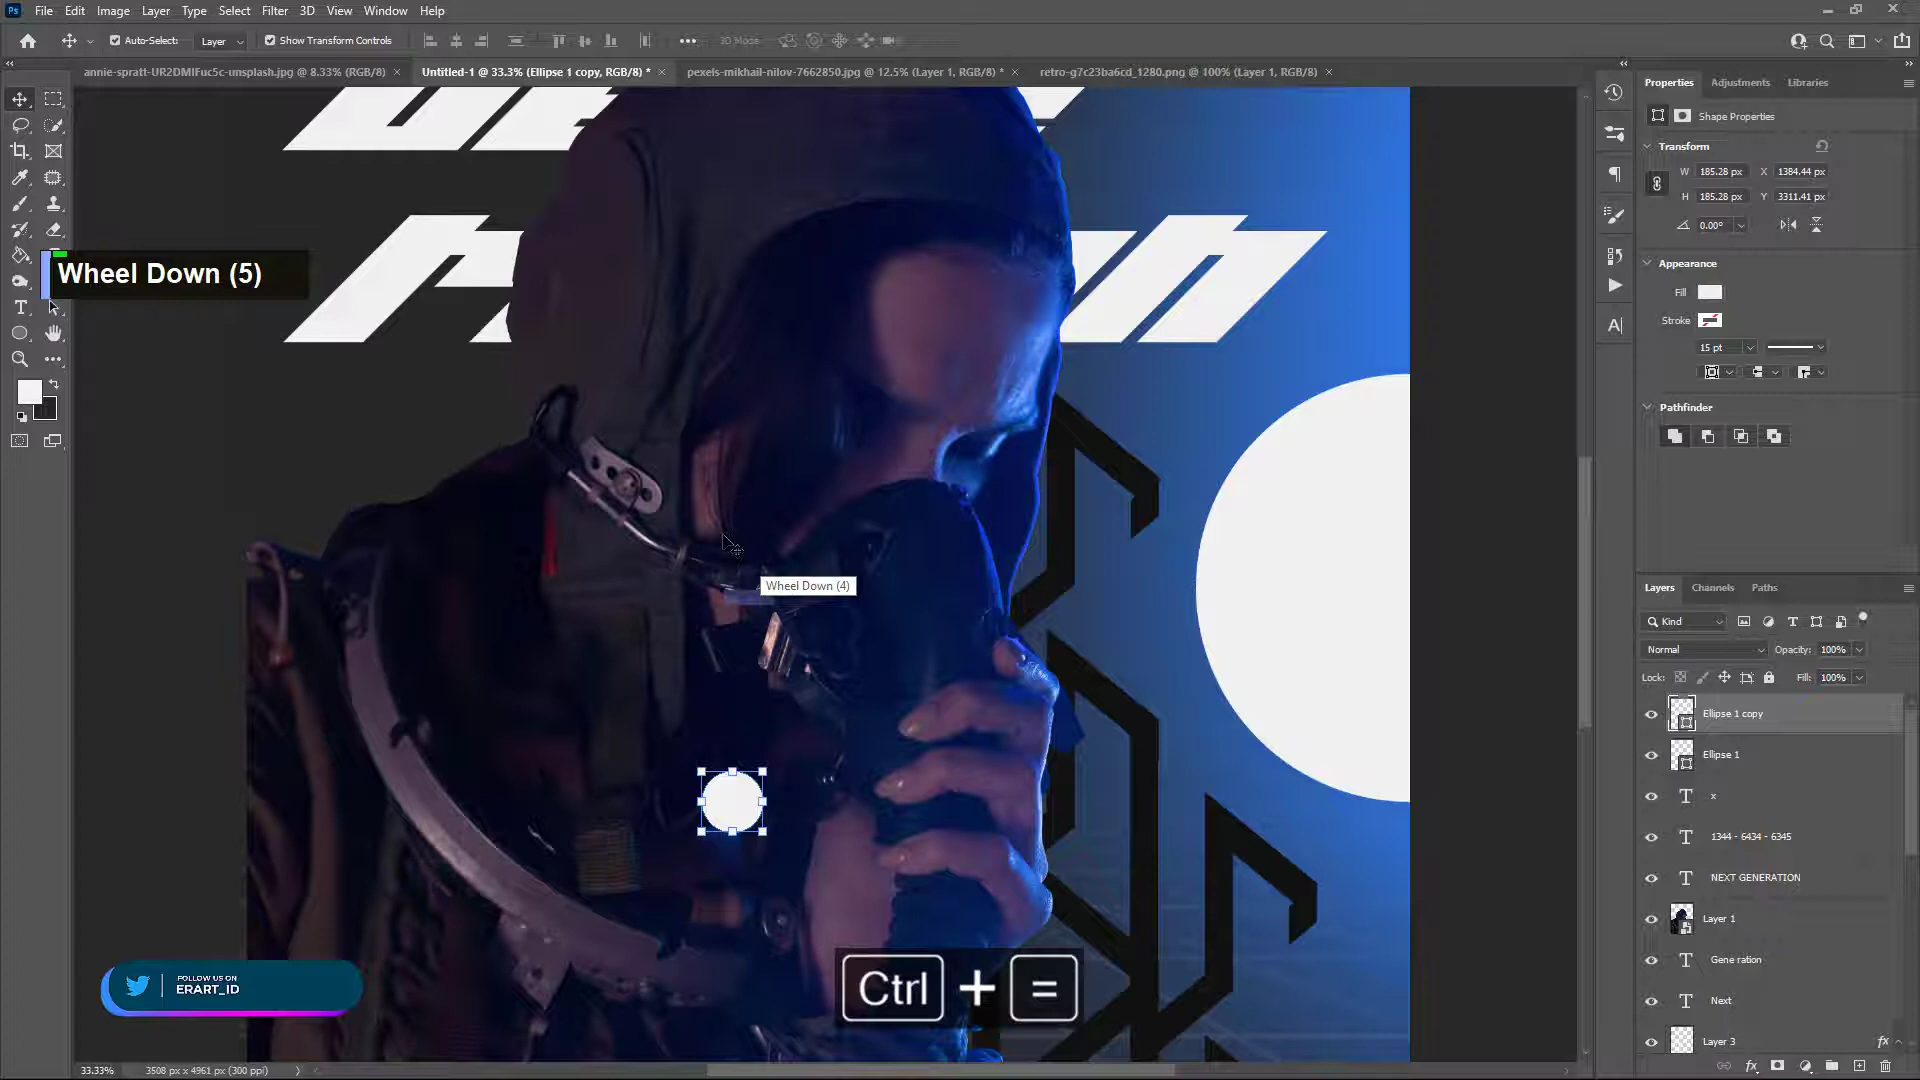 Ps File Edit Image Layer Type Select Filter 3D View Window Help
Auto-Select: Layer Show Transform Controls 3D Mode:
annie-spratt-UR2DMIFuc5c-unsplash.jpg @ 8.33% (RGB/8) Untitled-1 @ 33.3% (Ellipse 1 copy, RGB/8) * pexels-mikhail-nilov-7662850.jpg @ 12.5% (Layer 1, RGB/8) * retro-g7c23ba6cd_1280.png @ 100% (Layer 1, RGB/8)
Properties Adjustments Libraries
Shape Properties
Transform
W 185.28 px X 1384.44 px
H 185.28 px Y 3311.41 px
0.00°
Appearance
Fill
Stroke
15 pt
Pathfinder
Wheel Down (5)
Wheel Down (4)
Layers Channels Paths
Kind
Normal Opacity: 100%
Lock: Fill: 100%
Ellipse 1 copy
Ellipse 1
x
1344 - 6434 - 6345
NEXT GENERATION
Layer 1
Gene ration
Next
Layer 3 fx
FOLLOW US ON
ERART_ID
Ctrl + =
33.33% 3508 px x 4961 px (300 ppi)